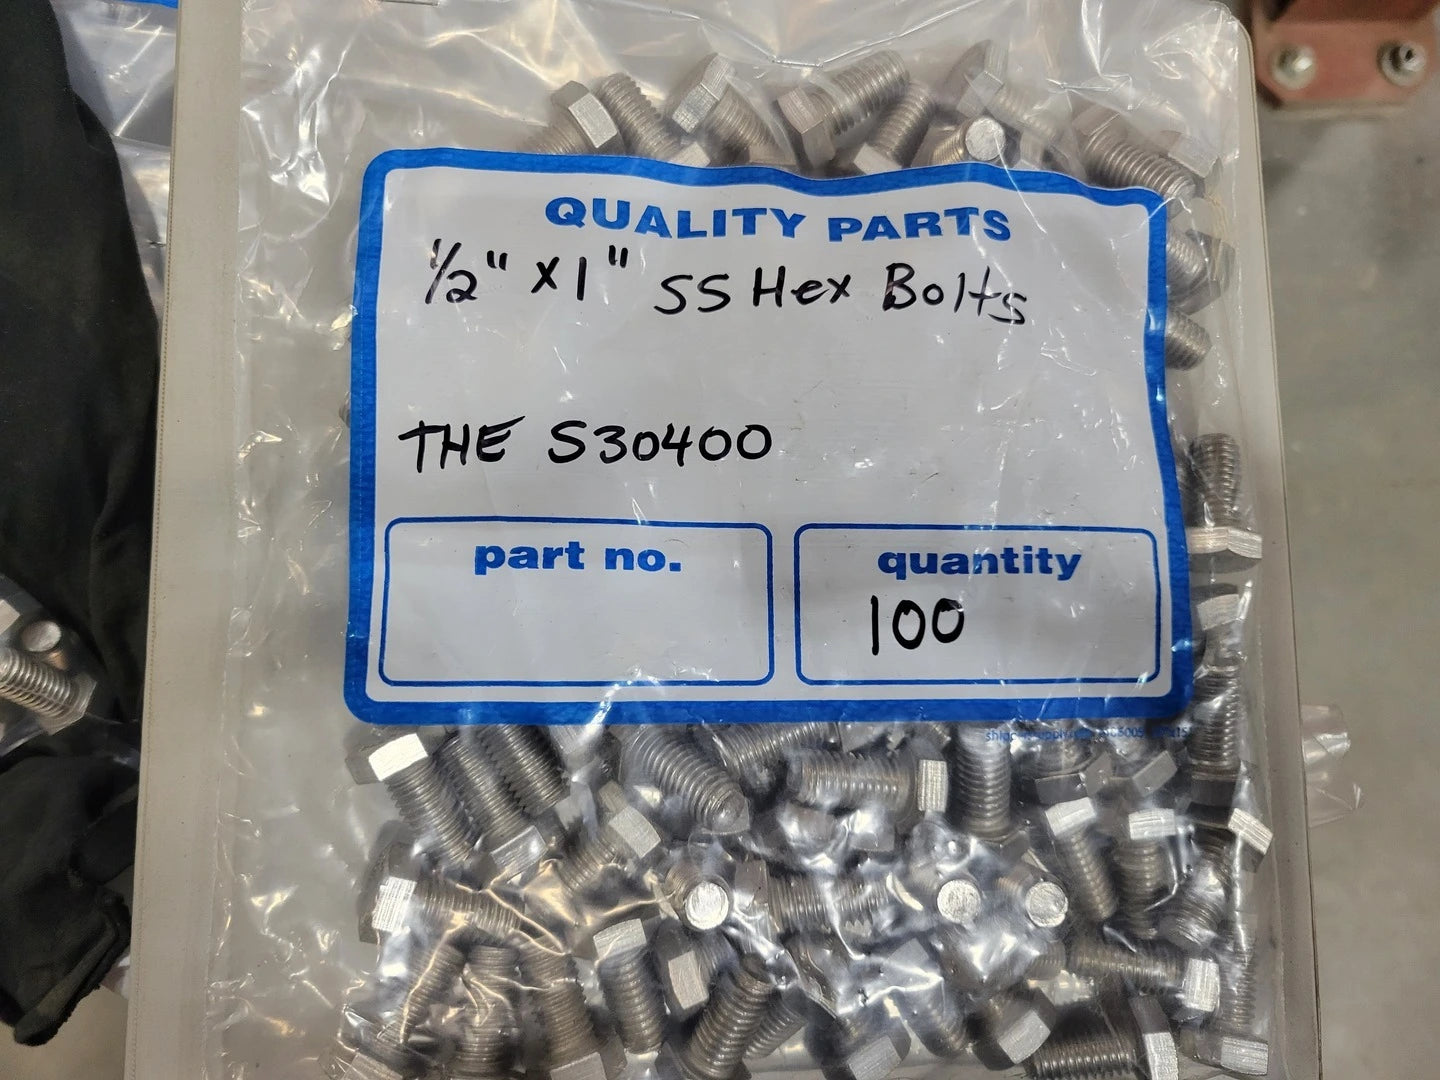 QUALITY PARTS
1/2" x 1" SS Hex Bolts
THE S30400
part no.
quantity
100